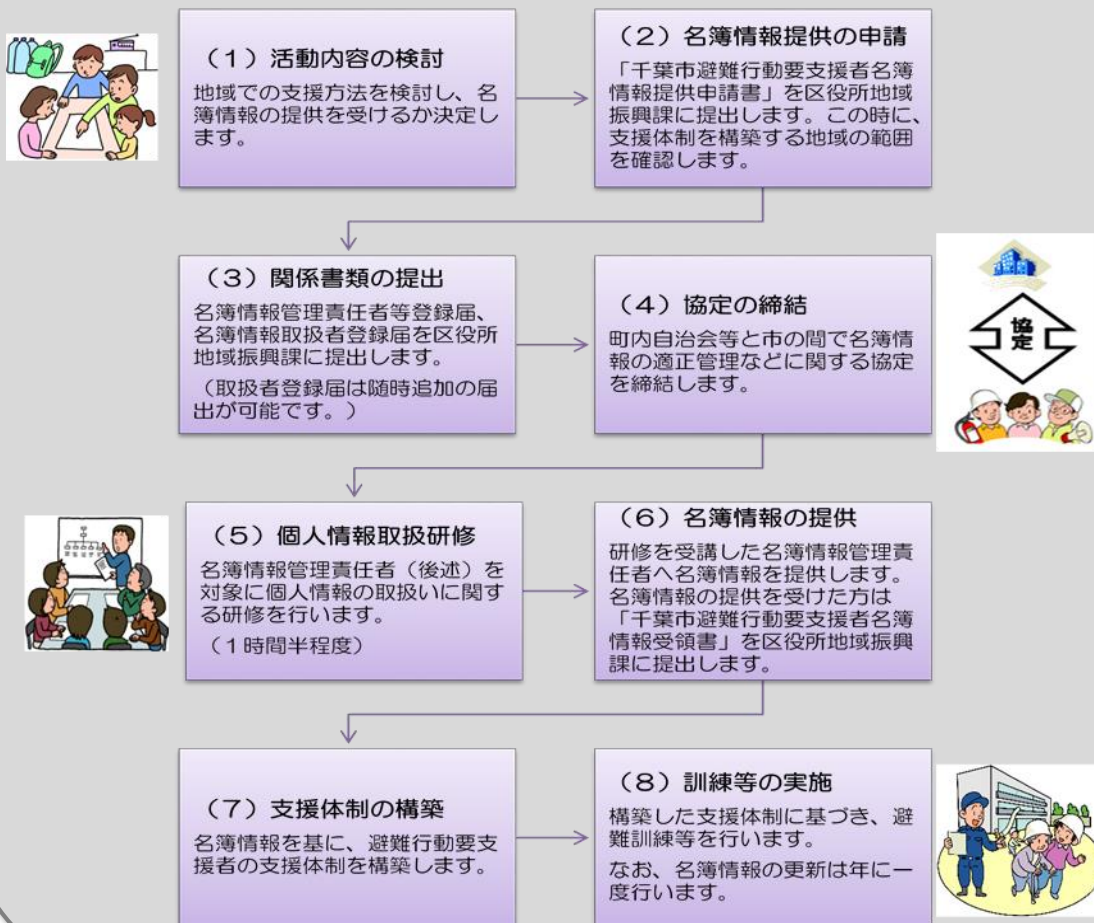 （１）活動内容の検討
地域での支援方法を検討し、名
簿情報の提供を受けるか決定し
ます。
（２）名簿情報提供の申請
「千葉市避難行動要支援者名簿
情報提供申請書」を区役所地域
振興課に提出します。この時に、
支援体制を構築する地域の範囲
を確認します。
（３）関係書類の提出
名簿情報管理責任者等登録届、
名簿情報取扱者登録届を区役所
地域振興課に提出します。
（取扱者登録届は随時追加の届
出が可能です。）
（４）協定の締結
町内自治会等と市の間で名簿情
報の適正管理などに関する協定
を締結します。
協
定
（５）個人情報取扱研修
名簿情報管理責任者（後述）を
対象に個人情報の取扱いに関す
る研修を行います。
（１時間半程度）
（６）名簿情報の提供
研修を受講した名簿情報管理責
任者へ名簿情報を提供します。
名簿情報の提供を受けた方は
「千葉市避難行動要支援者名簿
情報受領書」を区役所地域振興
課に提出します。
（７）支援体制の構築
名簿情報を基に、避難行動要支
援者の支援体制を構築します。
（８）訓練等の実施
構築した支援体制に基づき、避
難訓練等を行います。
なお、名簿情報の更新は年に一
度行います。